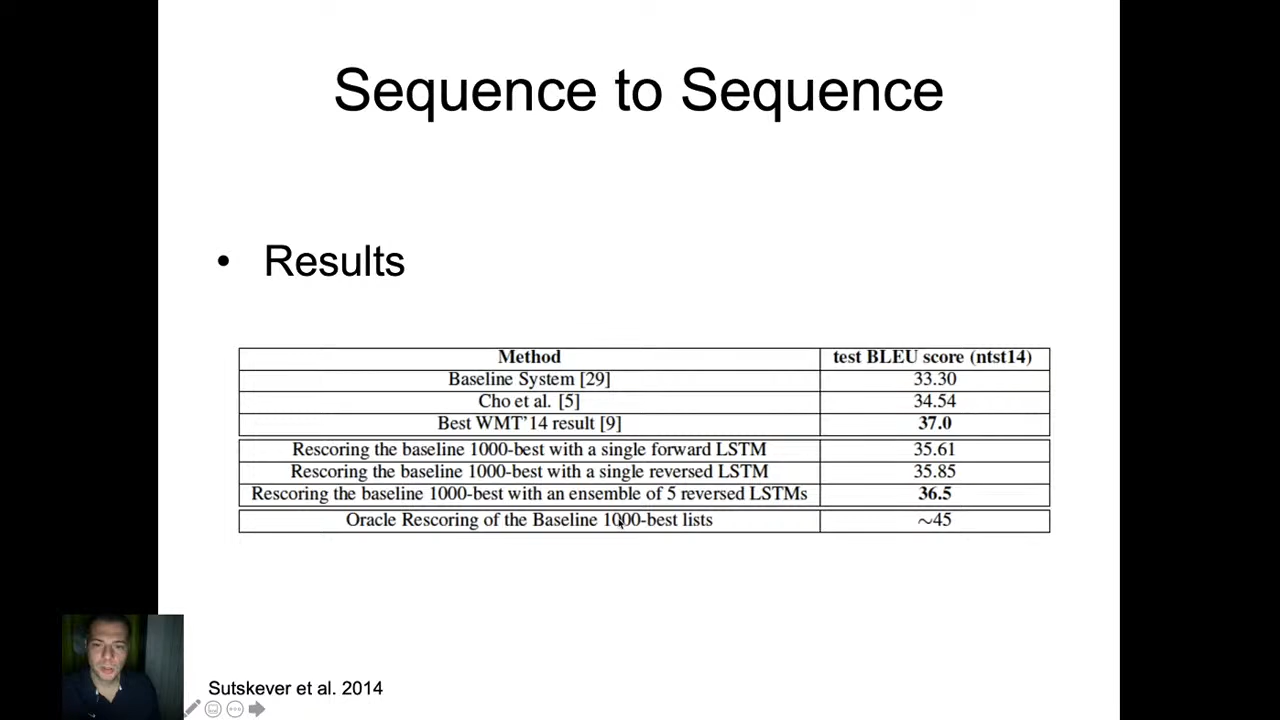 Sequence to Sequence
• Results
Method test BLEU score (ntst14)
Baseline System [29] 33.30
Cho et al. [5] 34.54
Best WMT'14 result [9] 37.0
Rescoring the baseline 1000-best with a single forward LSTM 35.61
Rescoring the baseline 1000-best with a single reversed LSTM 35.85
Rescoring the baseline 1000-best with an ensemble of 5 reversed LSTMs 36.5
Oracle Rescoring of the Baseline 1000-best lists ~45
Sutskever et al. 2014